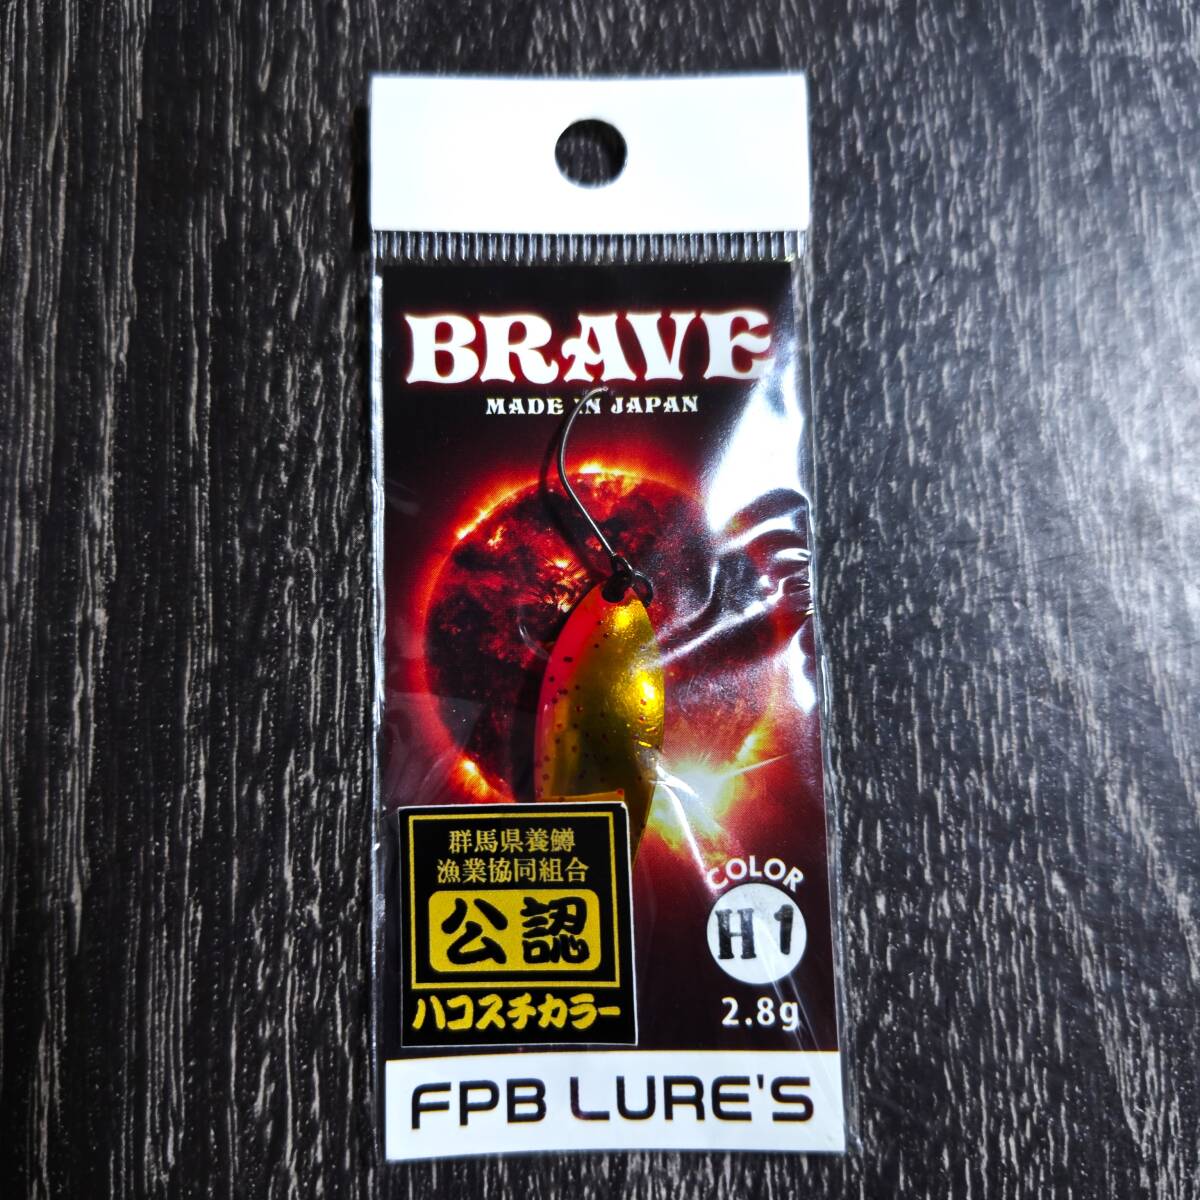 BRAVE
MADE IN JAPAN
群馬県養鱒
漁業協同組合
公認
ハコスチカラー
COLOR
H1
2.8g
FPB LURE'S